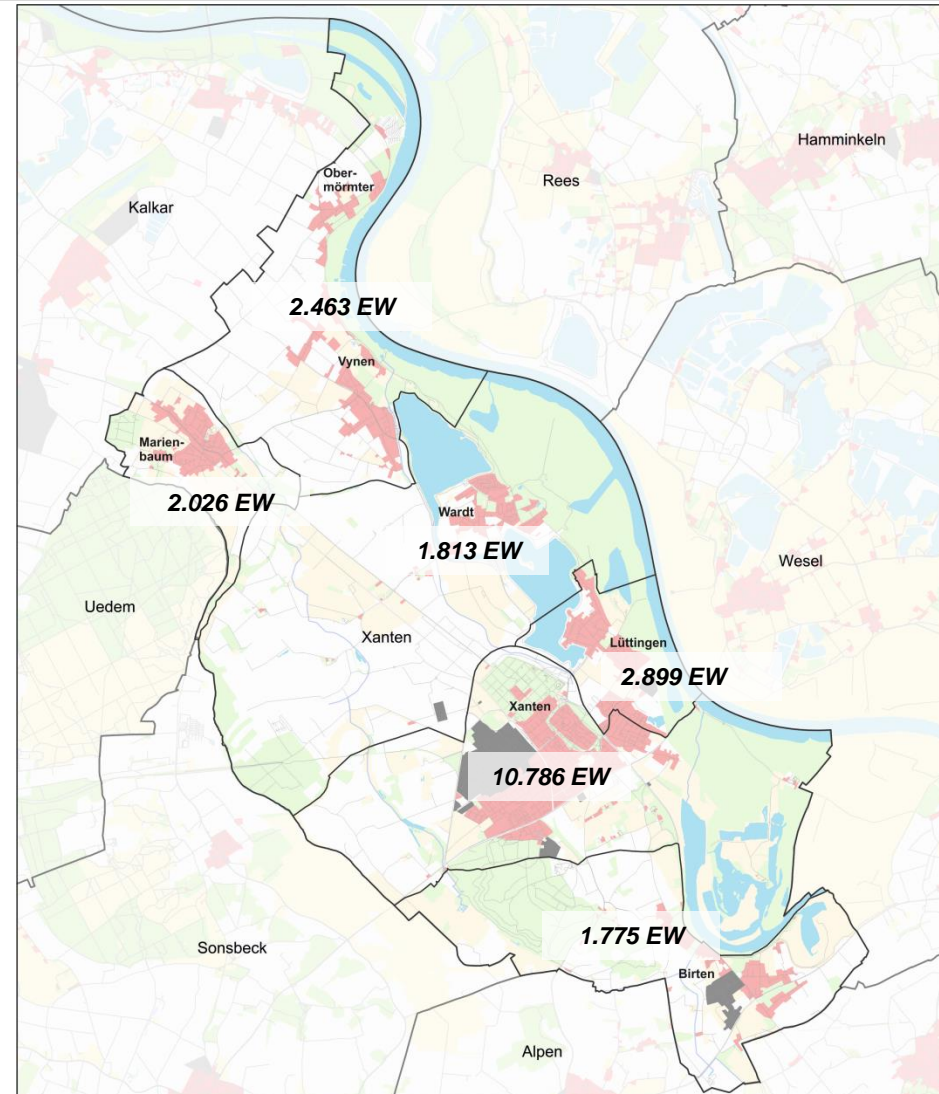 Hamminkeln
Ober-
mörmter
Rees
Kalkar
2.463 EW
Vynen
Marien-
baum
2.026 EW
Wardt
1.813 EW
Wesel
Uedem
Xanten
Lüttingen
2.899 EW
Xanten
10.786 EW
1.775 EW
Sonsbeck
Birten
Alpen